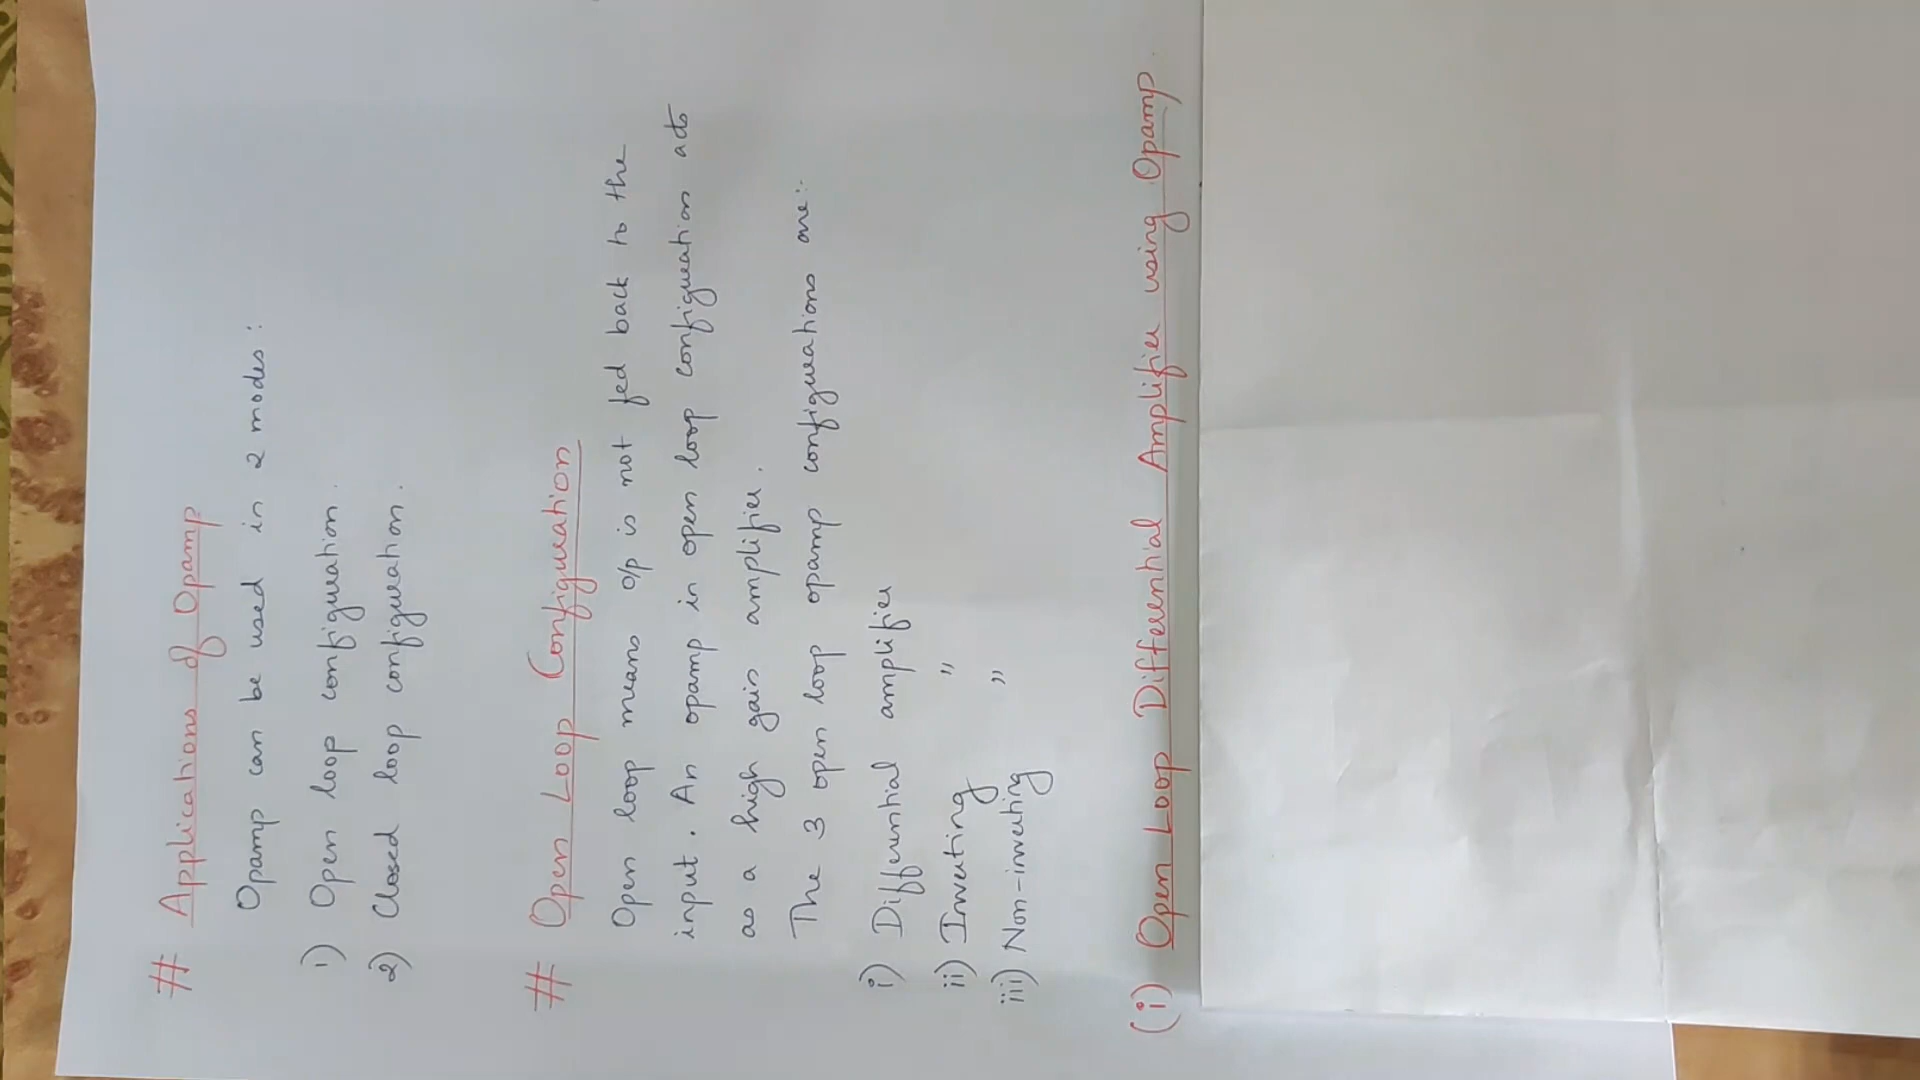 # Applications of Opamp
Opamp can be used in 2 modes:
1) Open loop configuration.
2) Closed loop configuration.
# Open Loop Configuration
Open loop means o/p is not fed back to the
input. An opamp in open loop configuration acts
as a high gain amplifier.
The 3 open loop opamp configurations are:-
i) Differential amplifier
ii) Inverting "
iii) Non-inverting "
(i) Open Loop Differential Amplifier using Opamp.